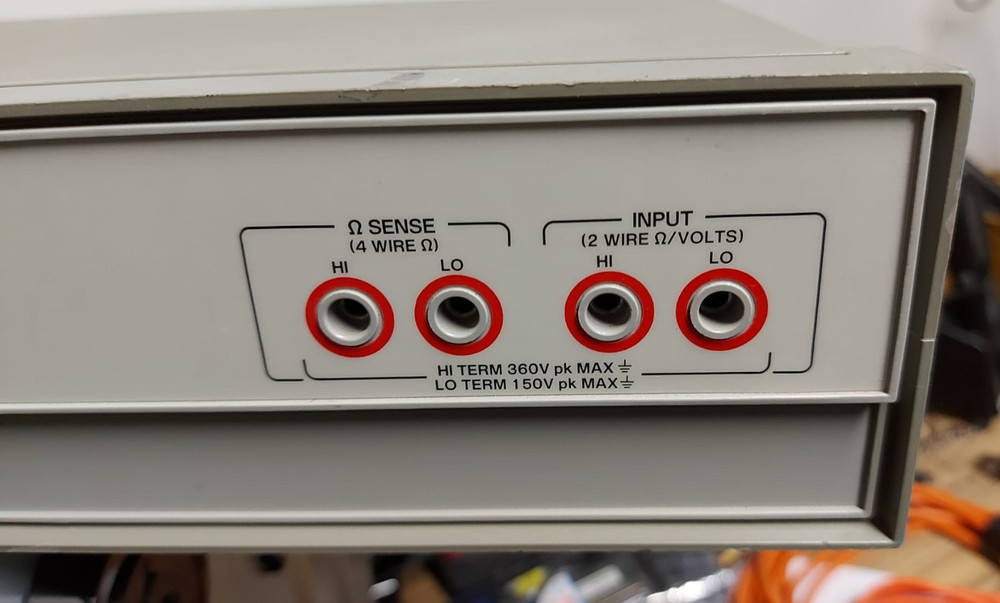 Ω SENSE
(4 WIRE Ω)
HI LO
INPUT
(2 WIRE Ω/VOLTS)
HI LO
HI TERM 360V pk MAX ⏚
LO TERM 150V pk MAX ⏚